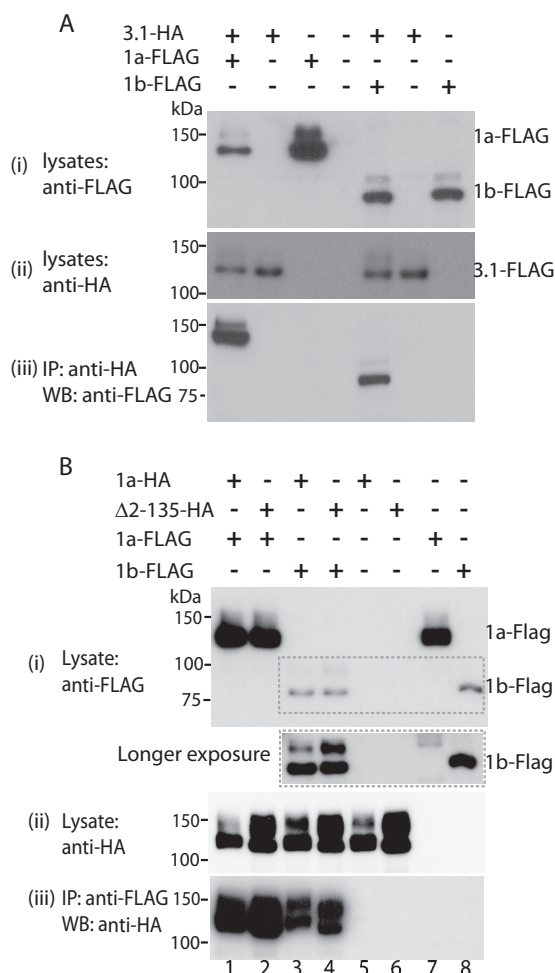 A
3.1-HA + + - - + + -
1a-FLAG + - + - - - -
1b-FLAG - - - - + - +
kDa
150
1a-FLAG
(i) lysates:
anti-FLAG
100
1b-FLAG
150
(ii) lysates:
anti-HA
3.1-FLAG
100
150
(iii) IP: anti-HA
WB: anti-FLAG
100
75
B
1a-HA + - + - + - - -
Δ2-135-HA - + - + - + - -
1a-FLAG + + - - - - + -
1b-FLAG - - + + - - - +
kDa
150
1a-Flag
100
(i) Lysate:
anti-FLAG
1b-Flag
75
Longer exposure
1b-Flag
(ii) Lysate:
anti-HA
150
100
(iii) IP: anti-FLAG
WB: anti-HA
150
100
1 2 3 4 5 6 7 8